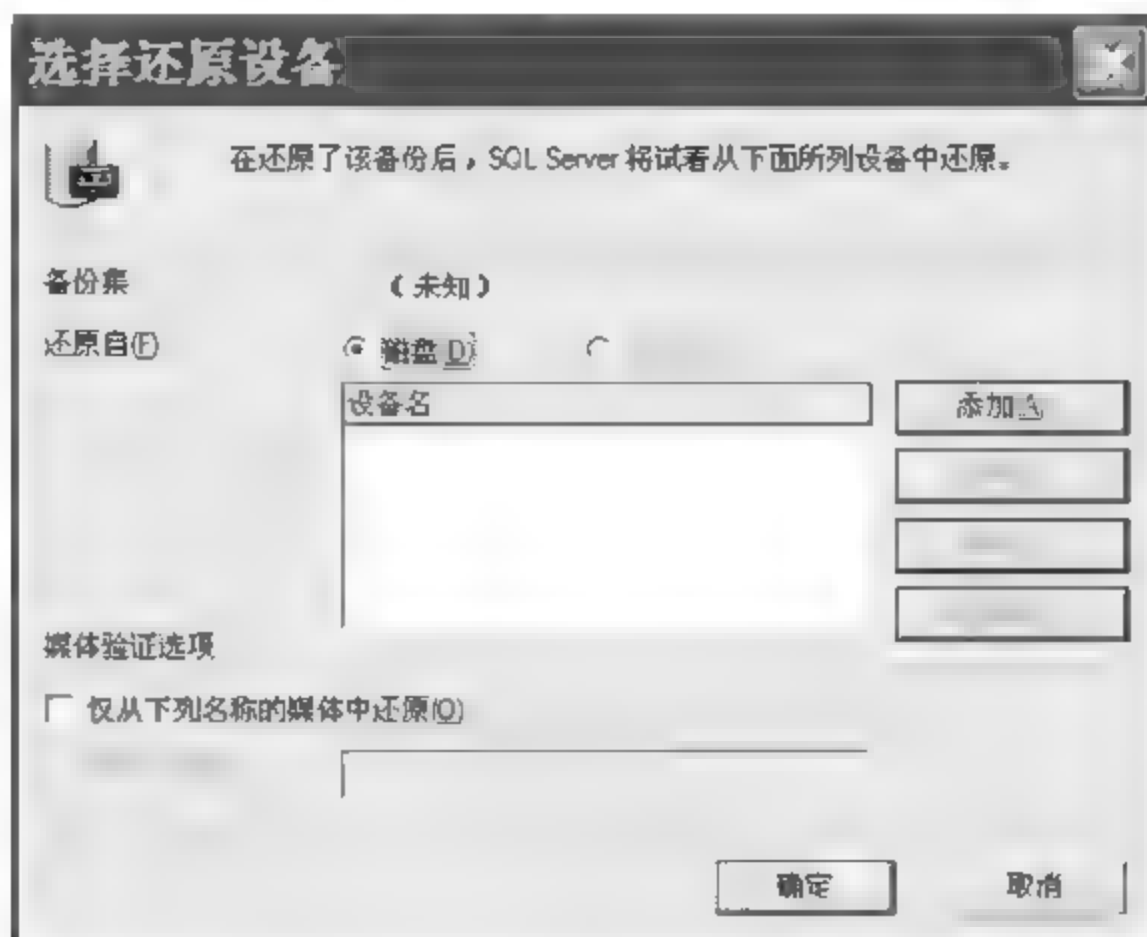 选择还原设备
在还原了该备份后，SQL Server 将试着从下面所列设备中还原。
备份集 （未知）
还原自(F) 磁盘(D)
设备名 添加(A)
媒体验证选项
仅从下列名称的媒体中还原(O)
确定 取消